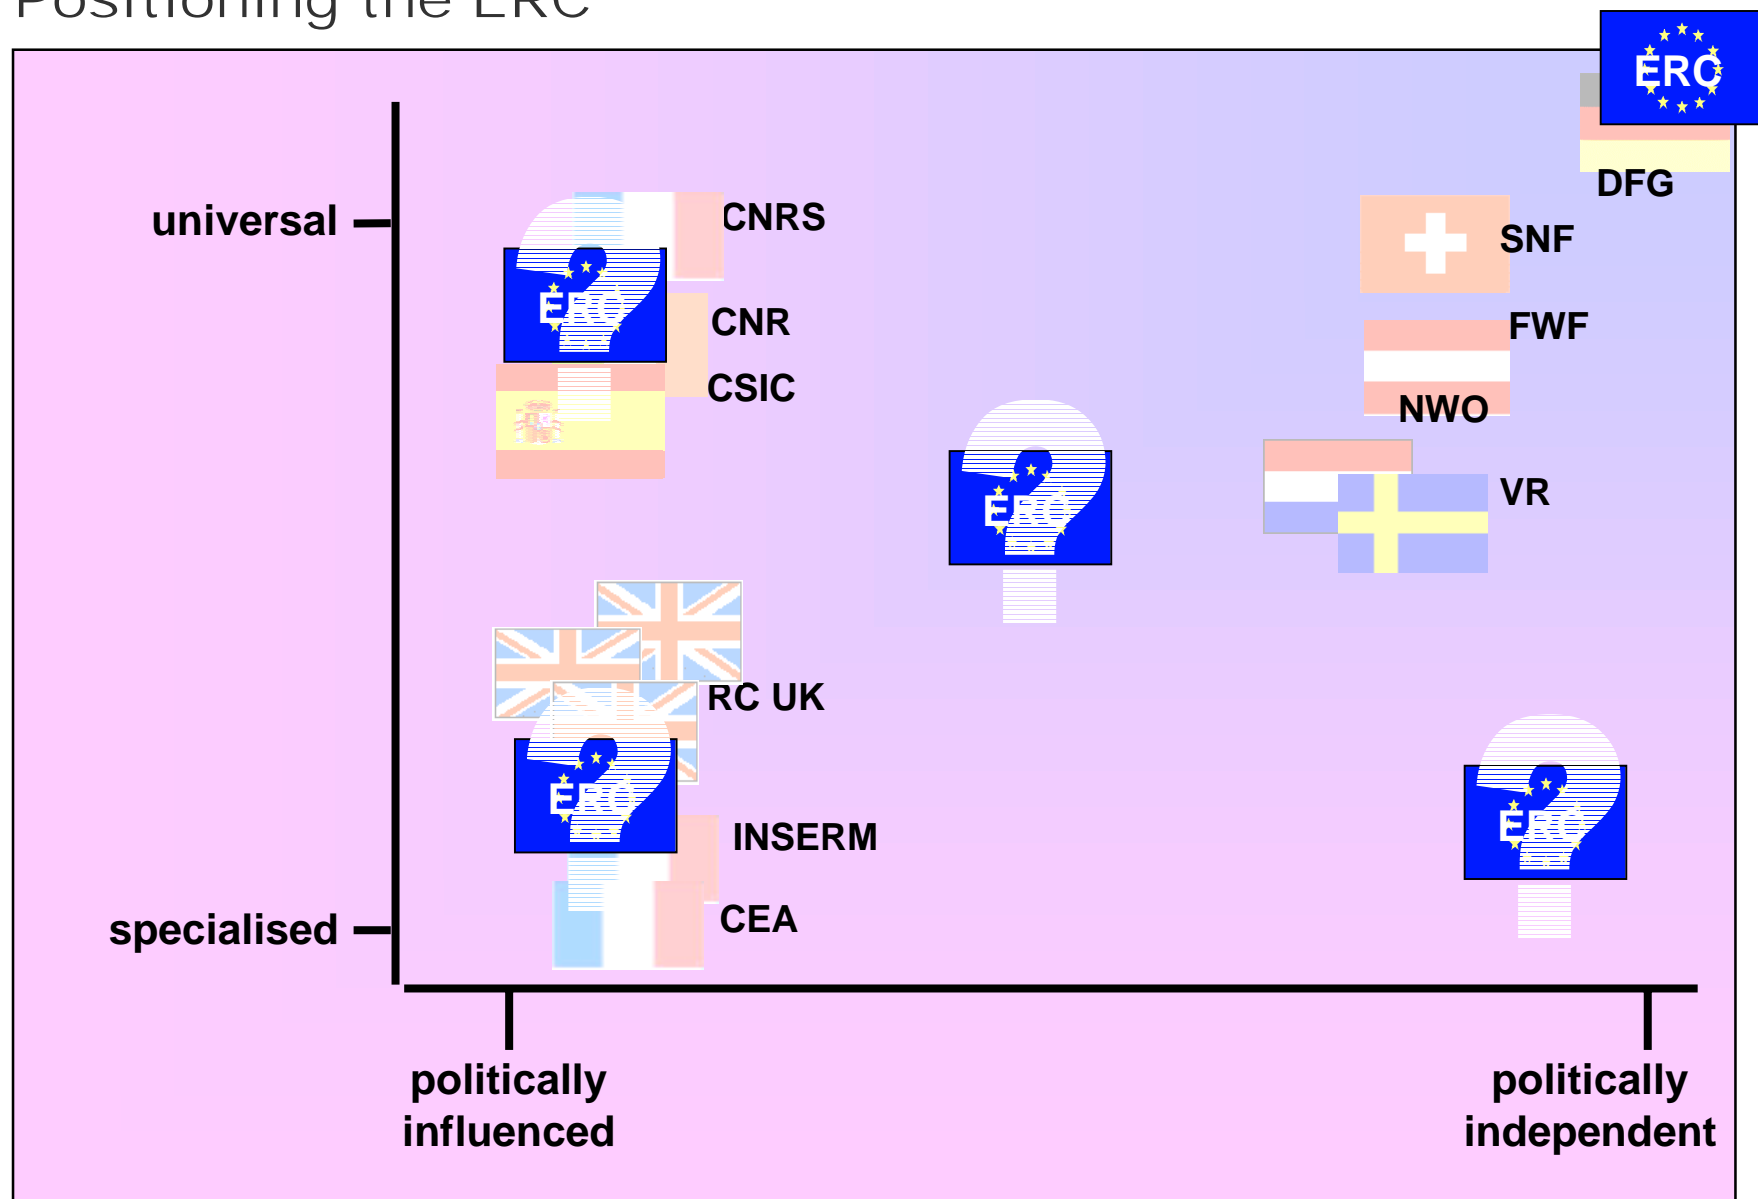 Positioning the ERC
ERC
DFG
universal
CNRS
SNF
ERC
CNR
FWF
CSIC
NWO
ERC
VR
RC UK
ERC
INSERM
ERC
specialised
CEA
politically
influenced
politically
independent